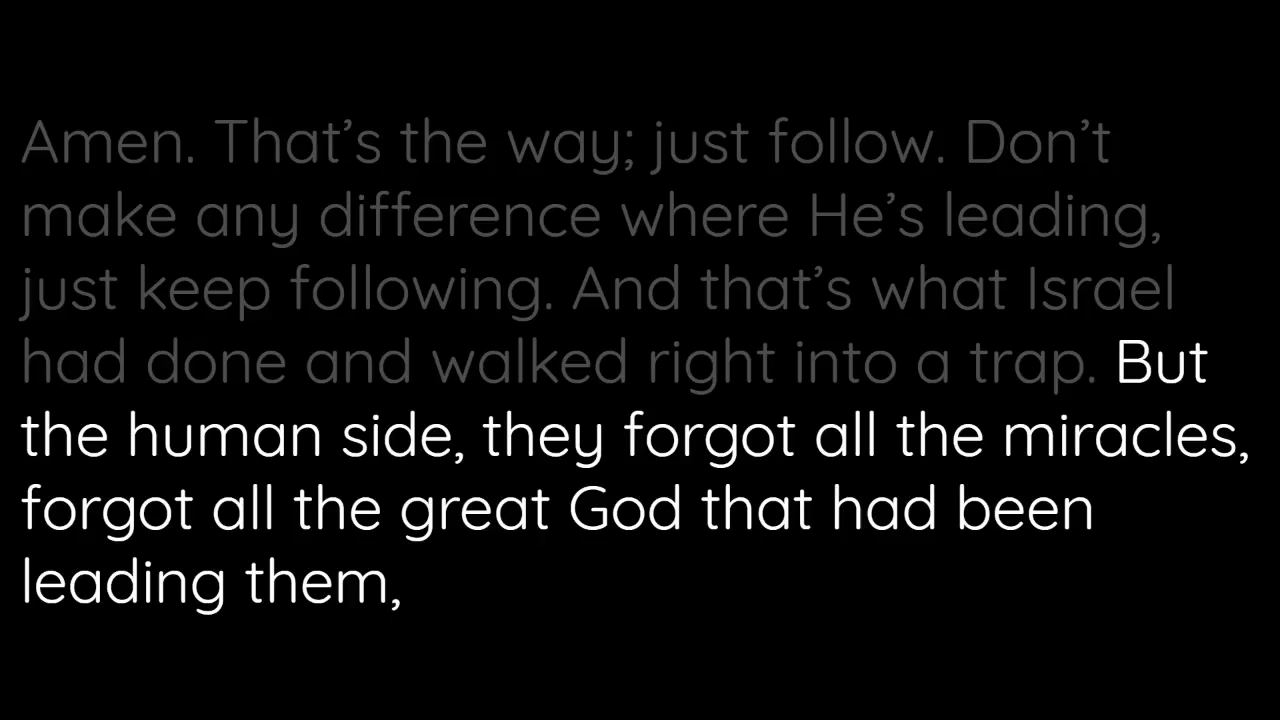 Amen. That’s the way; just follow. Don’t
make any difference where He’s leading,
just keep following. And that’s what Israel
had done and walked right into a trap. But
the human side, they forgot all the miracles,
forgot all the great God that had been
leading them,